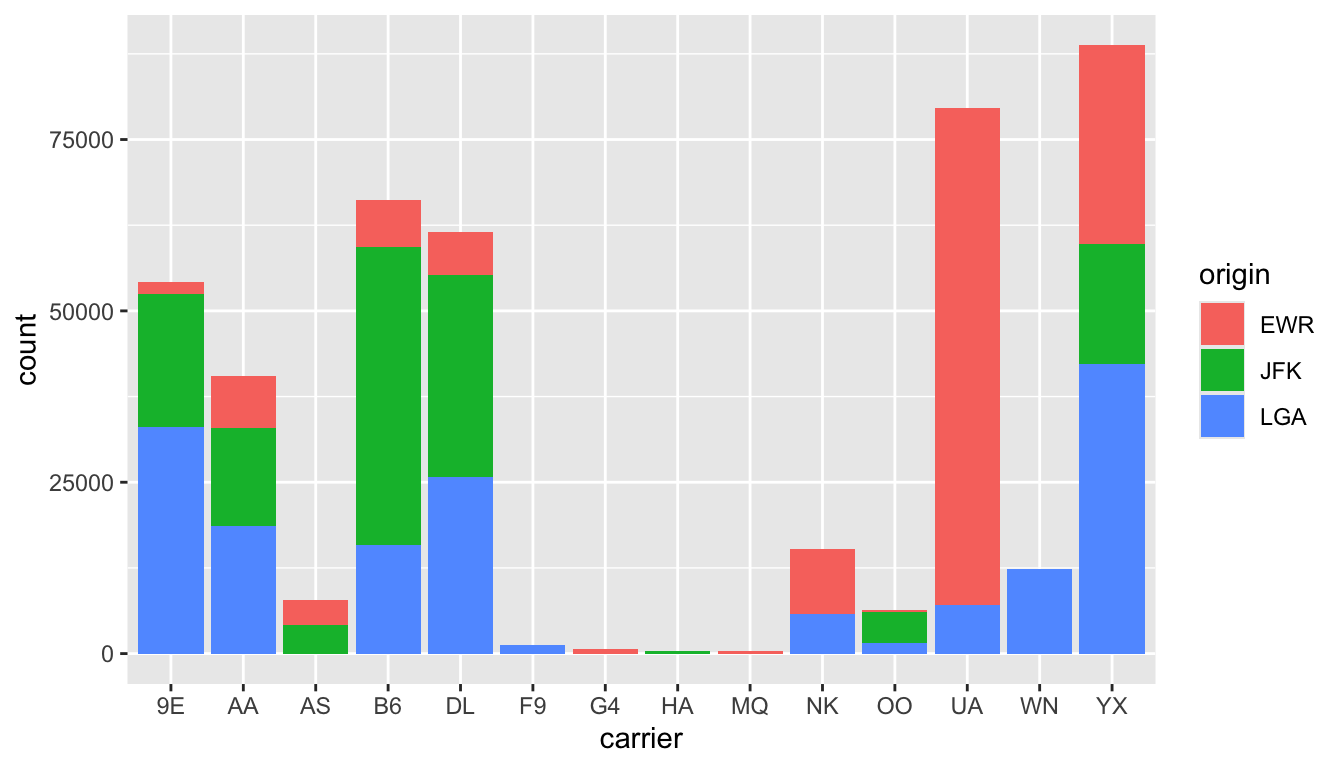 75000
50000
25000
0
count
9E AA AS B6 DL F9 G4 HA MQ NK OO UA WN YX
carrier
origin
EWR
JFK
LGA